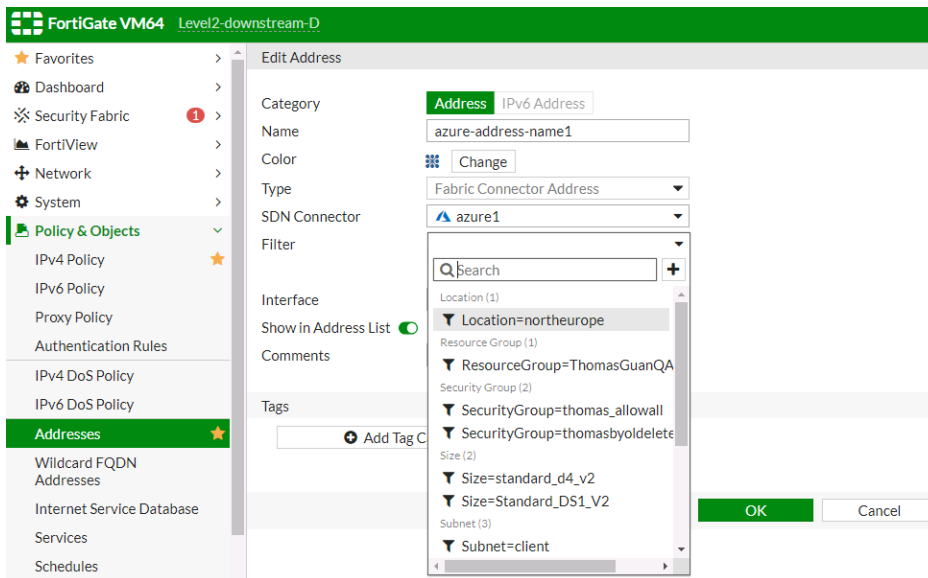 FortiGate VM64 Level2-downstream-D
Favorites
Dashboard
Security Fabric 1
FortiView
Network
System
Policy & Objects
IPv4 Policy
IPv6 Policy
Proxy Policy
Authentication Rules
IPv4 DoS Policy
IPv6 DoS Policy
Addresses
Wildcard FQDN
Addresses
Internet Service Database
Services
Schedules
Edit Address
Category Address IPv6 Address
Name azure-address-name1
Color Change
Type Fabric Connector Address
SDN Connector azure1
Filter
Search
Location (1)
Location=northeurope
Resource Group (1)
ResourceGroup=ThomasGuanQA
Security Group (2)
SecurityGroup=thomas_allowall
SecurityGroup=thomasbyoldelete
Size (2)
Size=standard_d4_v2
Size=Standard_DS1_V2
Subnet (3)
Subnet=client
Interface
Show in Address List
Comments
Tags
Add Tag C
OK Cancel